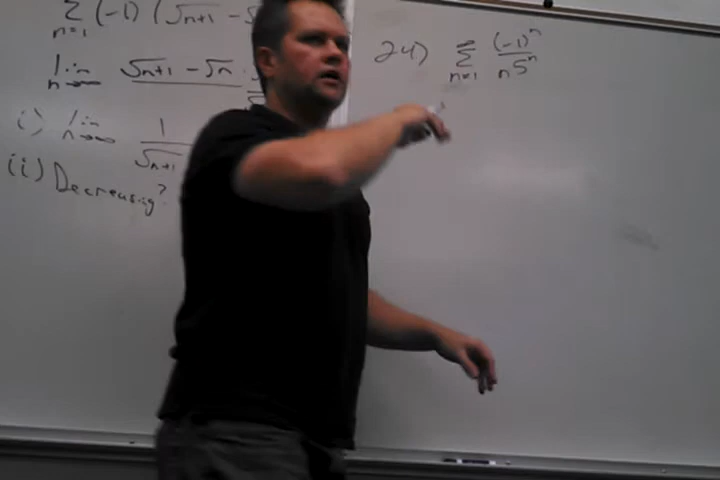 ∞ Σ n=1 (-1) (√n+1 - √
lim n→∞ √n+1 - √n
i) lim n→∞ 1/√n+1
(ii) Decreasing?
24) ∞ Σ n=1 (-1)^n / n5^n